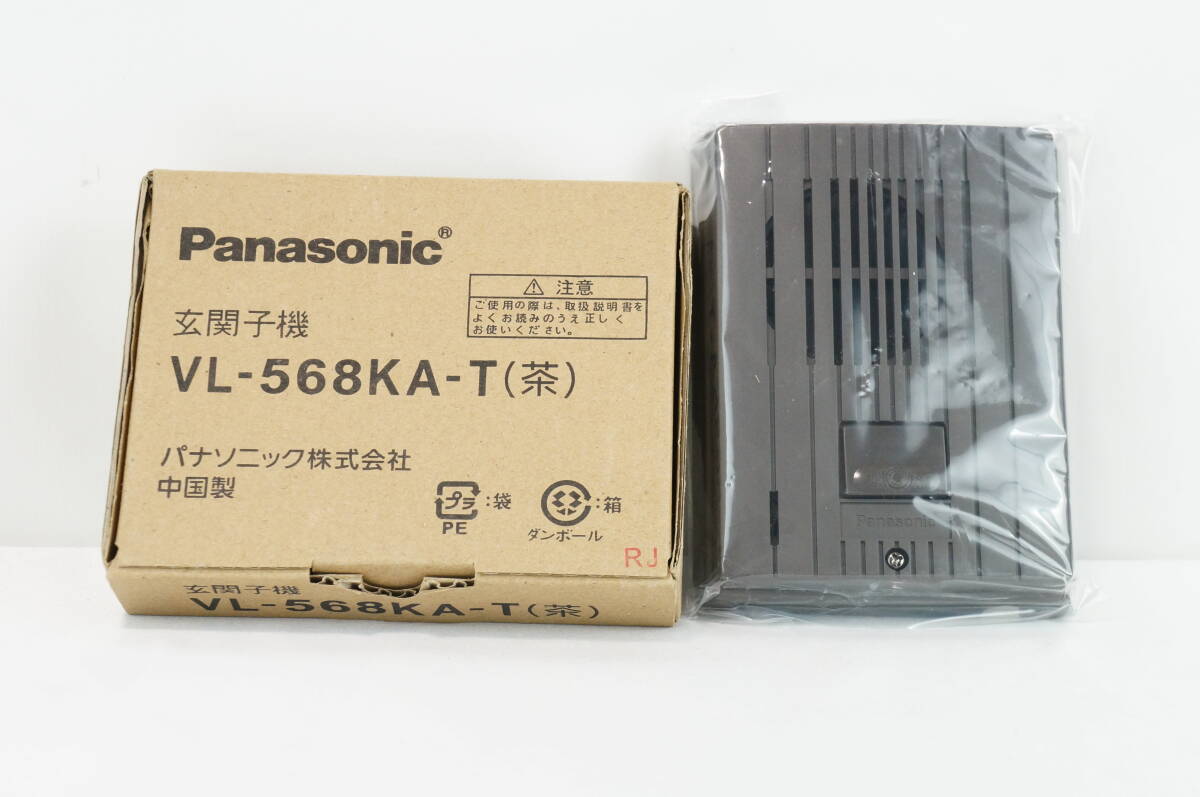 Panasonic®
⚠ 注意
ご使用の際は、取扱説明書を
よくお読みのうえ正しく
お使いください。
玄関子機
VL-568KA-T(茶)
パナソニック株式会社
中国製
プラ :袋
PE
:箱
ダンボール
RJ
玄関子機
VL-568KA-T(茶)
Panasonic